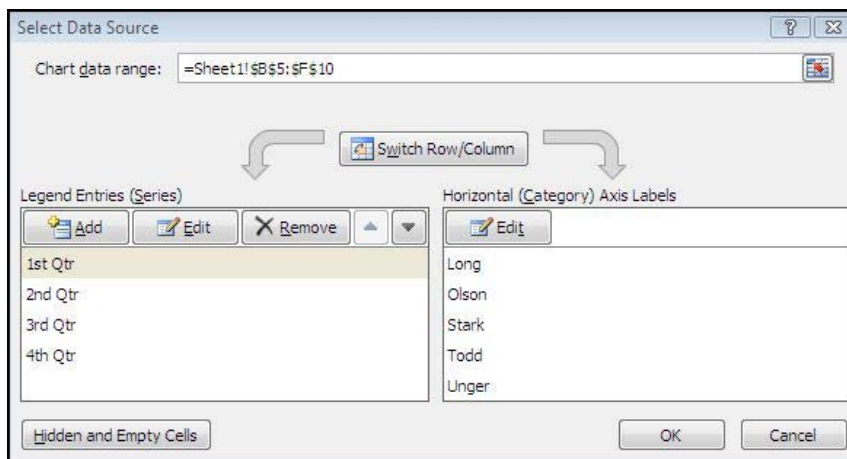 Select Data Source
Chart data range: =Sheet1!$B$5:$F$10
Switch Row/Column
Legend Entries (Series)
Add Edit Remove
1st Qtr
2nd Qtr
3rd Qtr
4th Qtr
Horizontal (Category) Axis Labels
Edit
Long
Olson
Stark
Todd
Unger
Hidden and Empty Cells
OK Cancel